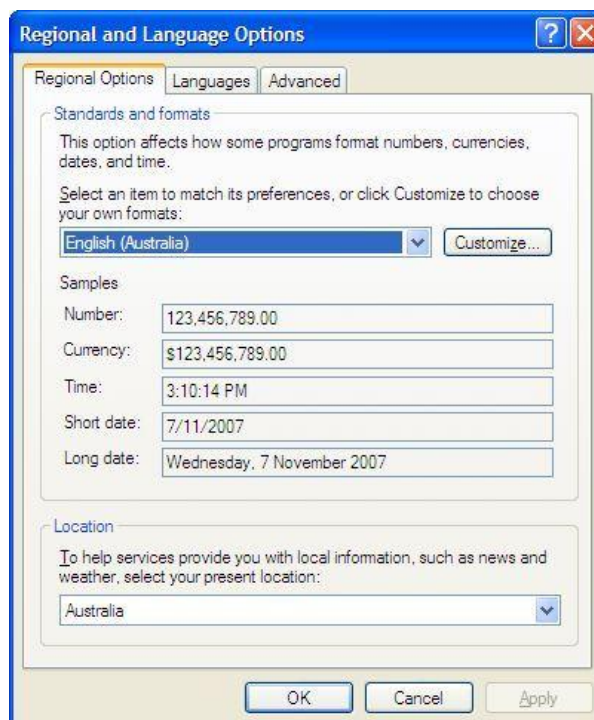 Regional and Language Options
Regional Options Languages Advanced
Standards and formats
This option affects how some programs format numbers, currencies,
dates, and time.
Select an item to match its preferences, or click Customize to choose
your own formats:
English (Australia) Customize...
Samples
Number: 123,456,789.00
Currency: $123,456,789.00
Time: 3:10:14 PM
Short date: 7/11/2007
Long date: Wednesday, 7 November 2007
Location
To help services provide you with local information, such as news and
weather, select your present location:
Australia
OK Cancel Apply